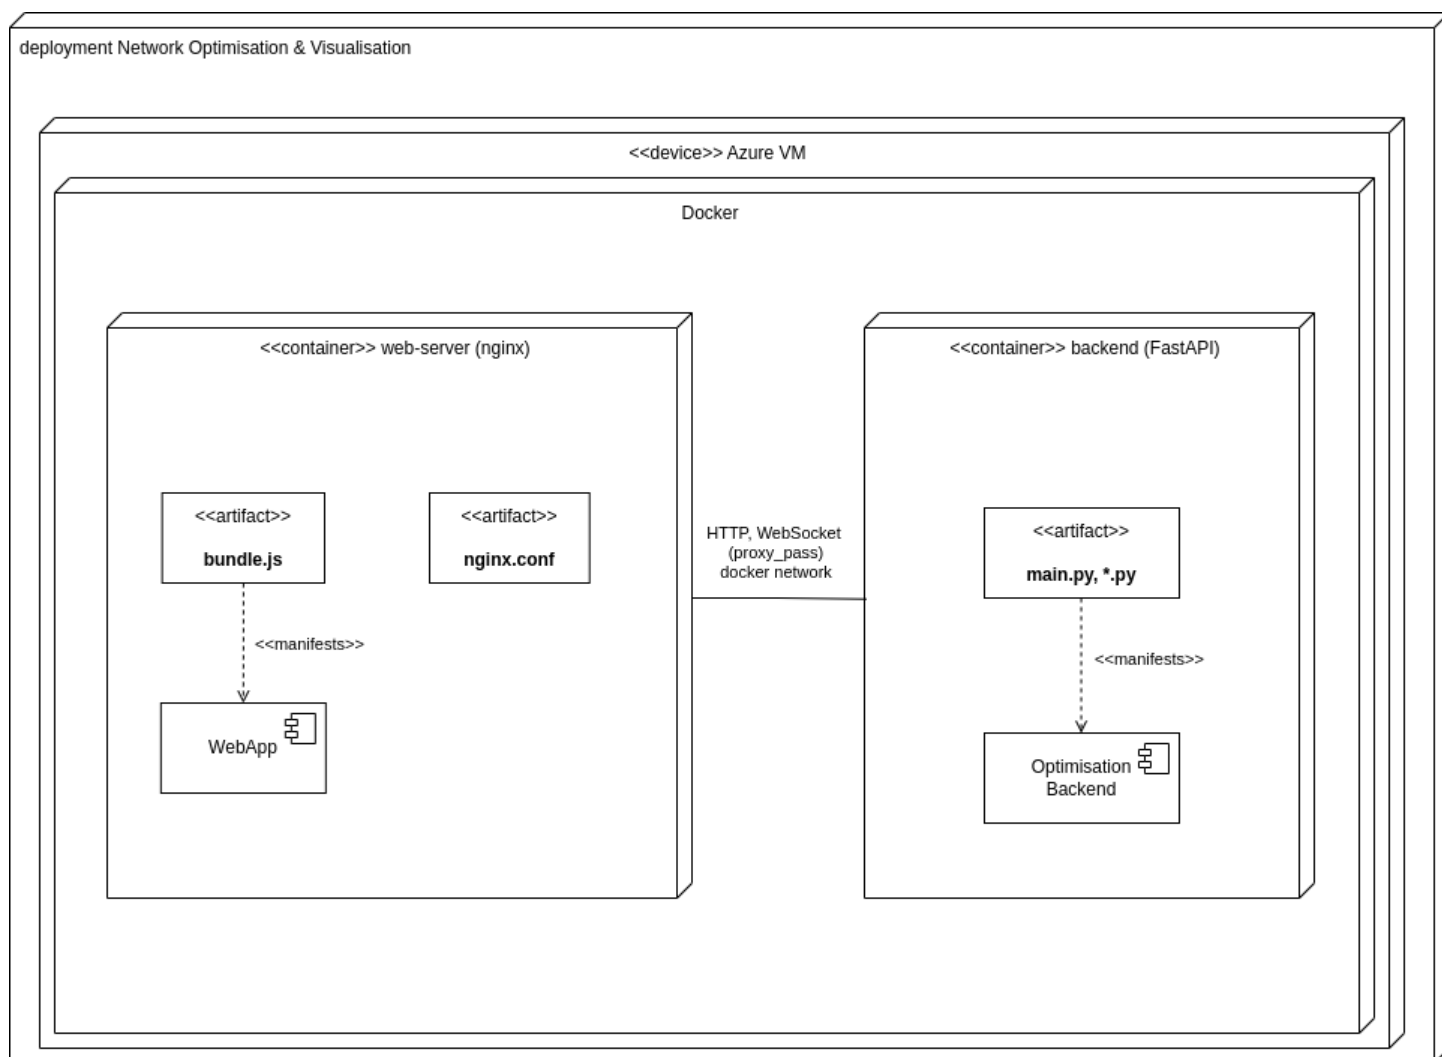 deployment Network Optimisation & Visualisation
<<device>> Azure VM
Docker
<<container>> web-server (nginx)
<<artifact>>
bundle.js
<<artifact>>
nginx.conf
<<manifests>>
WebApp
HTTP, WebSocket
(proxy_pass)
docker network
<<container>> backend (FastAPI)
<<artifact>>
main.py, *.py
<<manifests>>
Optimisation
Backend